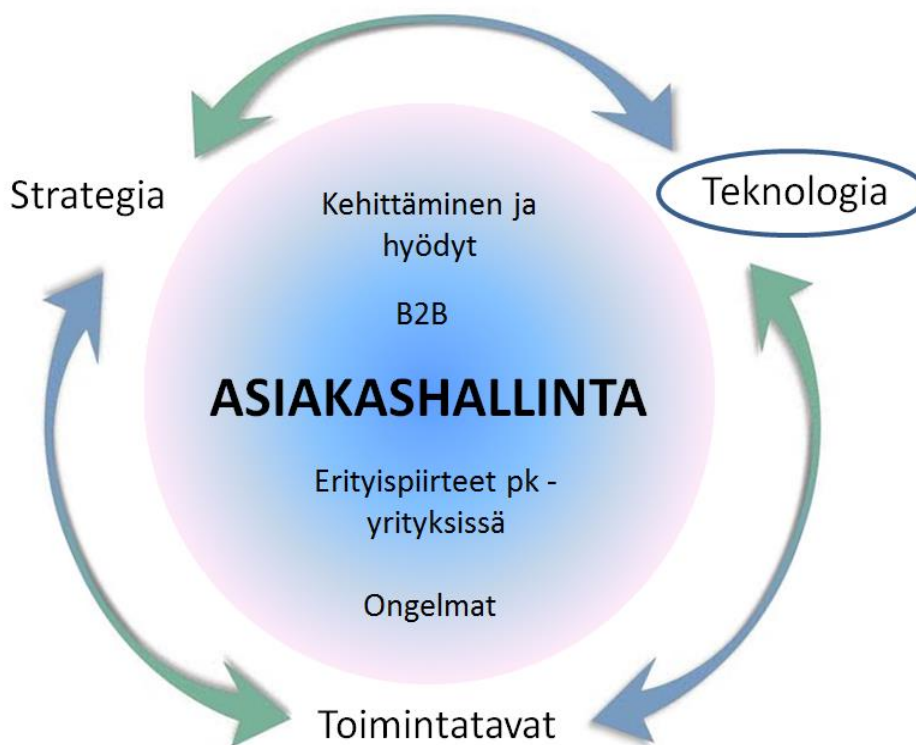 Strategia
Teknologia
Kehittäminen ja
hyödyt
B2B
ASIAKASHALLINTA
Erityispiirteet pk -
yrityksissä
Ongelmat
Toimintatavat